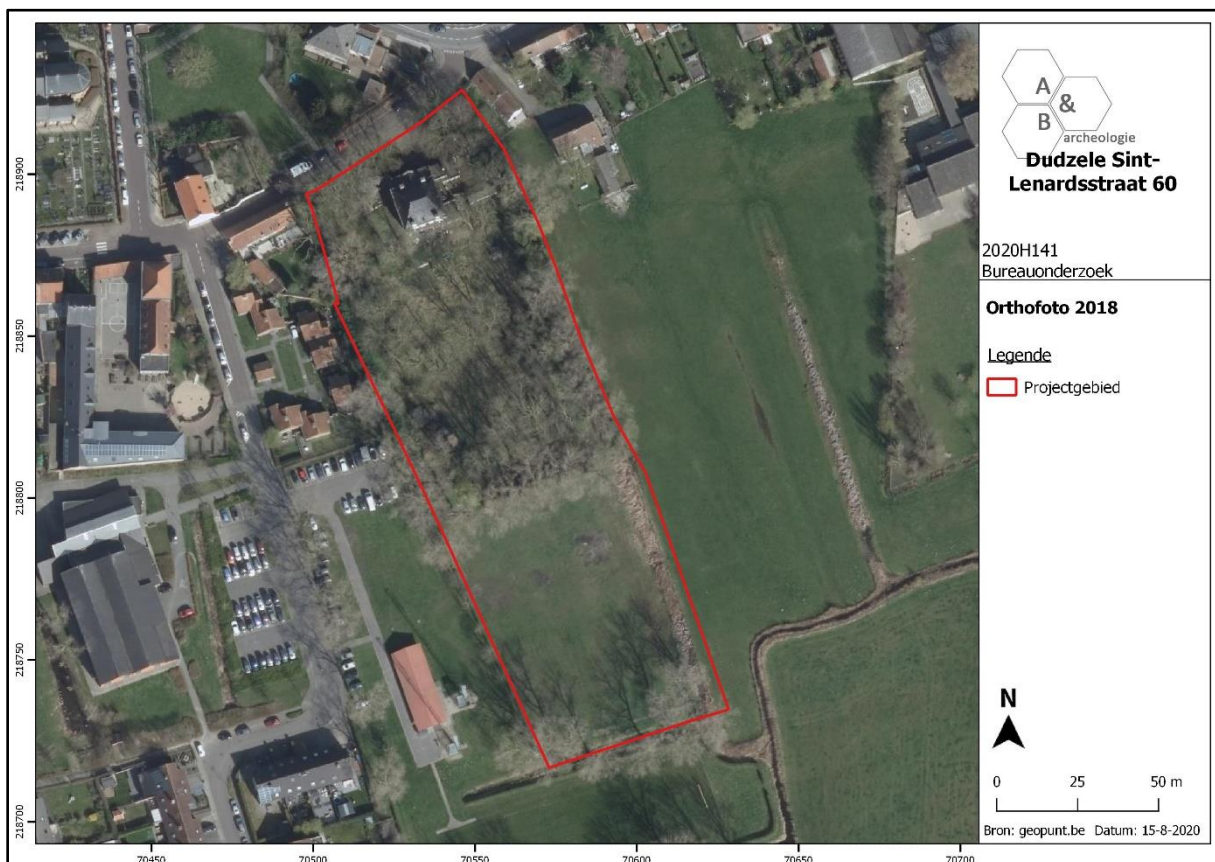 A
&
B
archeologie
Dudzele Sint-
Lenardsstraat 60
2020H141
Bureauonderzoek
Orthofoto 2018
Legende
Projectgebied
N
0 25 50 m
Bron: geopunt.be Datum: 15-8-2020
218900
218850
218800
218750
218700
70450 70500 70550 70600 70650 70700